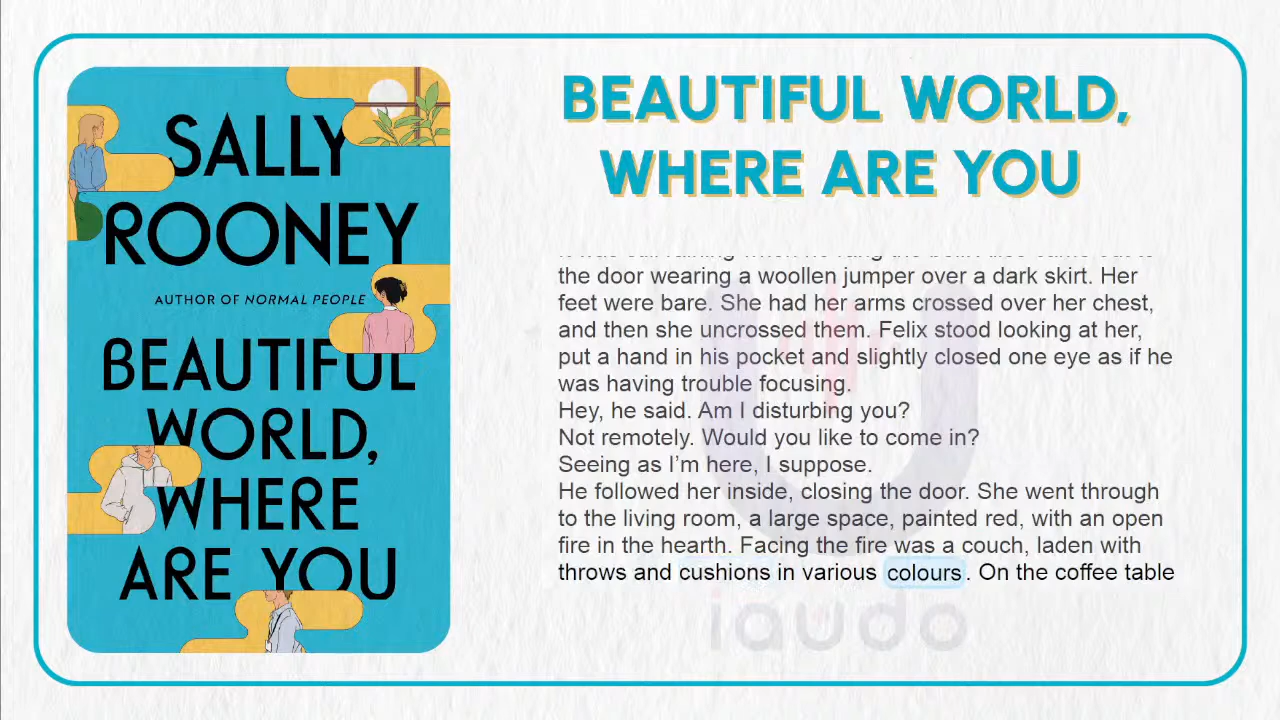 SALLY
ROONEY
AUTHOR OF NORMAL PEOPLE
BEAUTIFUL
WORLD,
WHERE
ARE YOU
BEAUTIFUL WORLD,
WHERE ARE YOU
the door wearing a woollen jumper over a dark skirt. Her
feet were bare. She had her arms crossed over her chest,
and then she uncrossed them. Felix stood looking at her,
put a hand in his pocket and slightly closed one eye as if he
was having trouble focusing.
Hey, he said. Am I disturbing you?
Not remotely. Would you like to come in?
Seeing as I’m here, I suppose.
He followed her inside, closing the door. She went through
to the living room, a large space, painted red, with an open
fire in the hearth. Facing the fire was a couch, laden with
throws and cushions in various colours. On the coffee table
iaudo